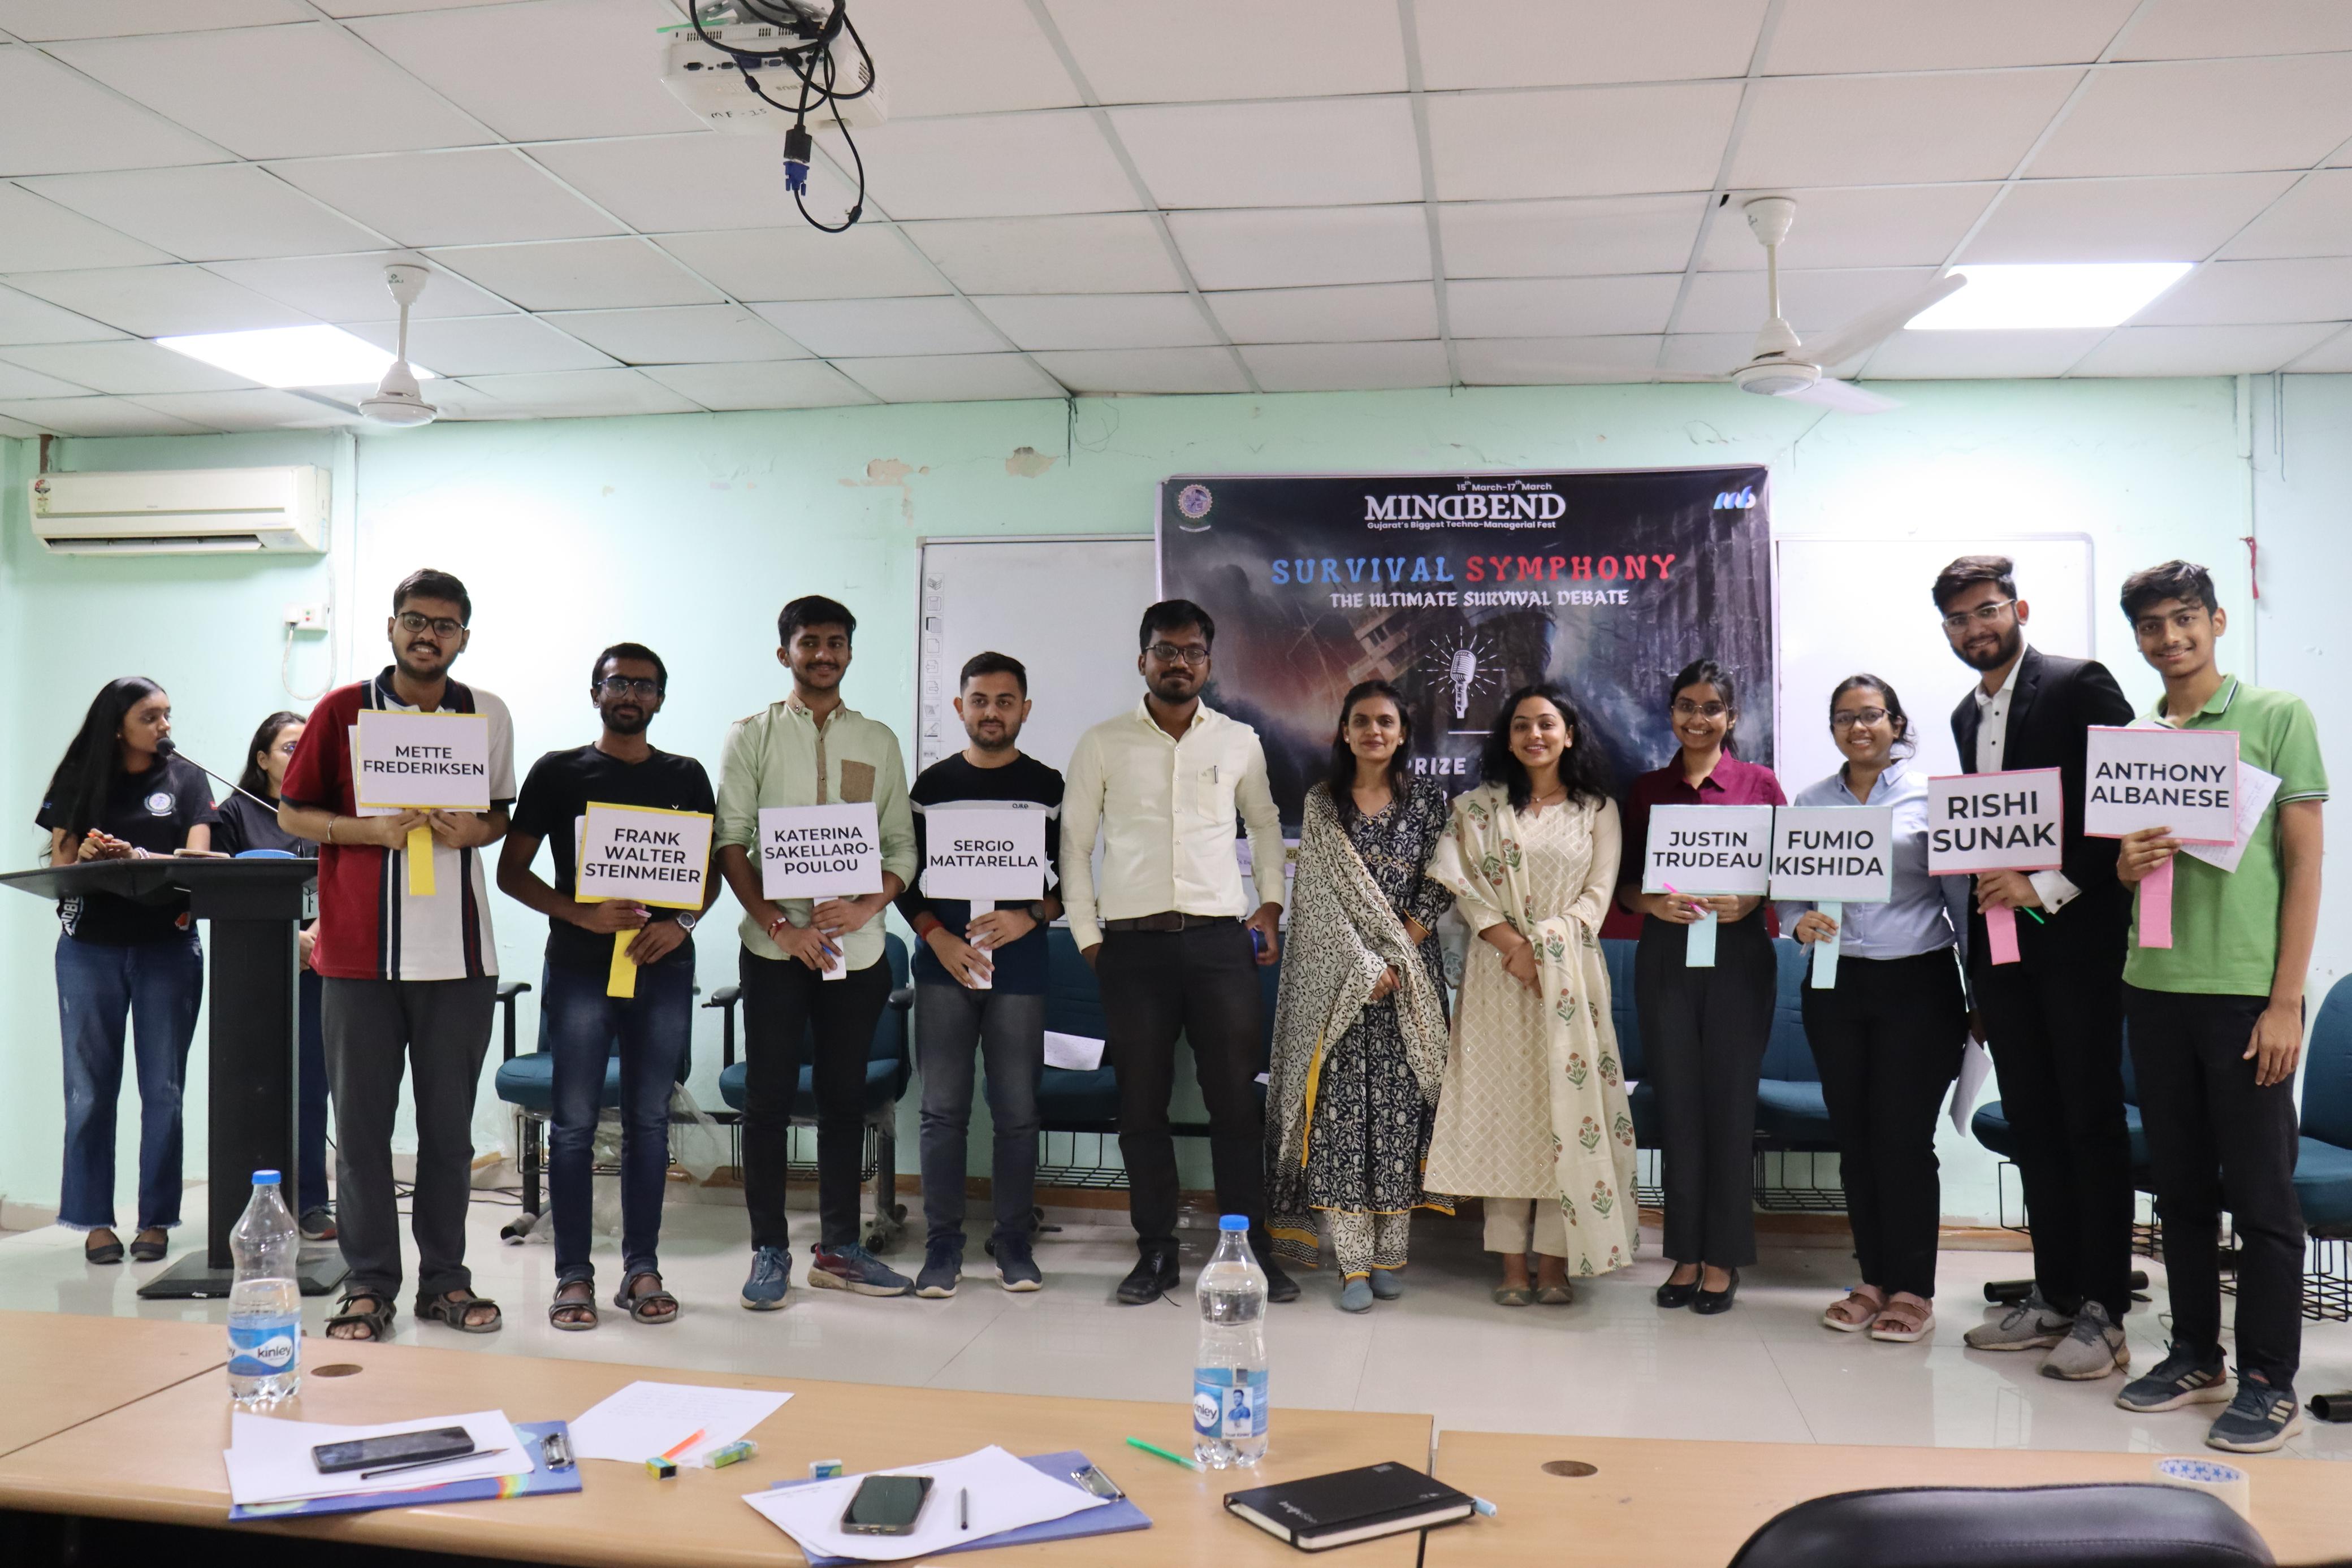 15th March-17th March
MINDBEND
Gujarat's Biggest Techno-Managerial Fest
SURVIVAL SYMPHONY
THE ULTIMATE SURVIVAL DEBATE
PRIZE
METTE
FREDERIKSEN
FRANK
WALTER
STEINMEIER
KATERINA
SAKELLARO-
POULOU
SERGIO
MATTARELLA
JUSTIN
TRUDEAU
FUMIO
KISHIDA
RISHI
SUNAK
ANTHONY
ALBANESE
kinley
kinley